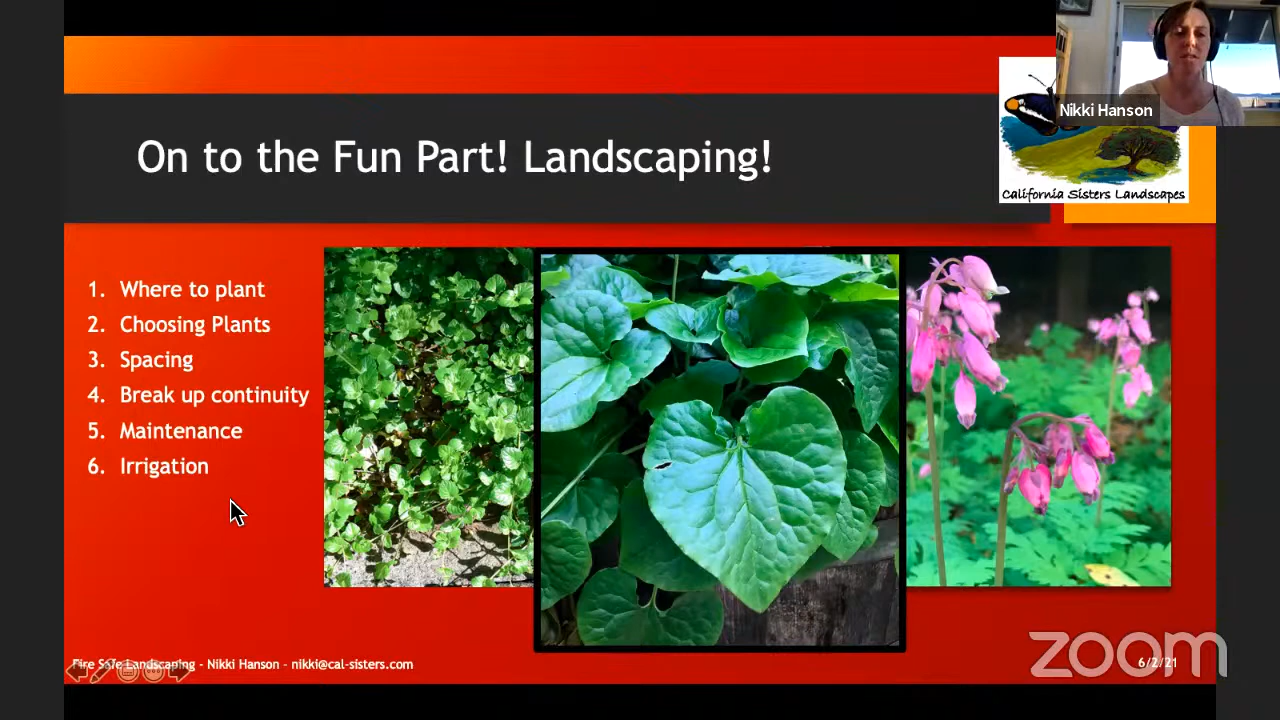 On to the Fun Part! Landscaping!
Nikki Hanson
California Sisters Landscapes
1. Where to plant
2. Choosing Plants
3. Spacing
4. Break up continuity
5. Maintenance
6. Irrigation
Fire Safe Landscaping - Nikki Hanson - nikki@cal-sisters.com
6/2/21
zoom